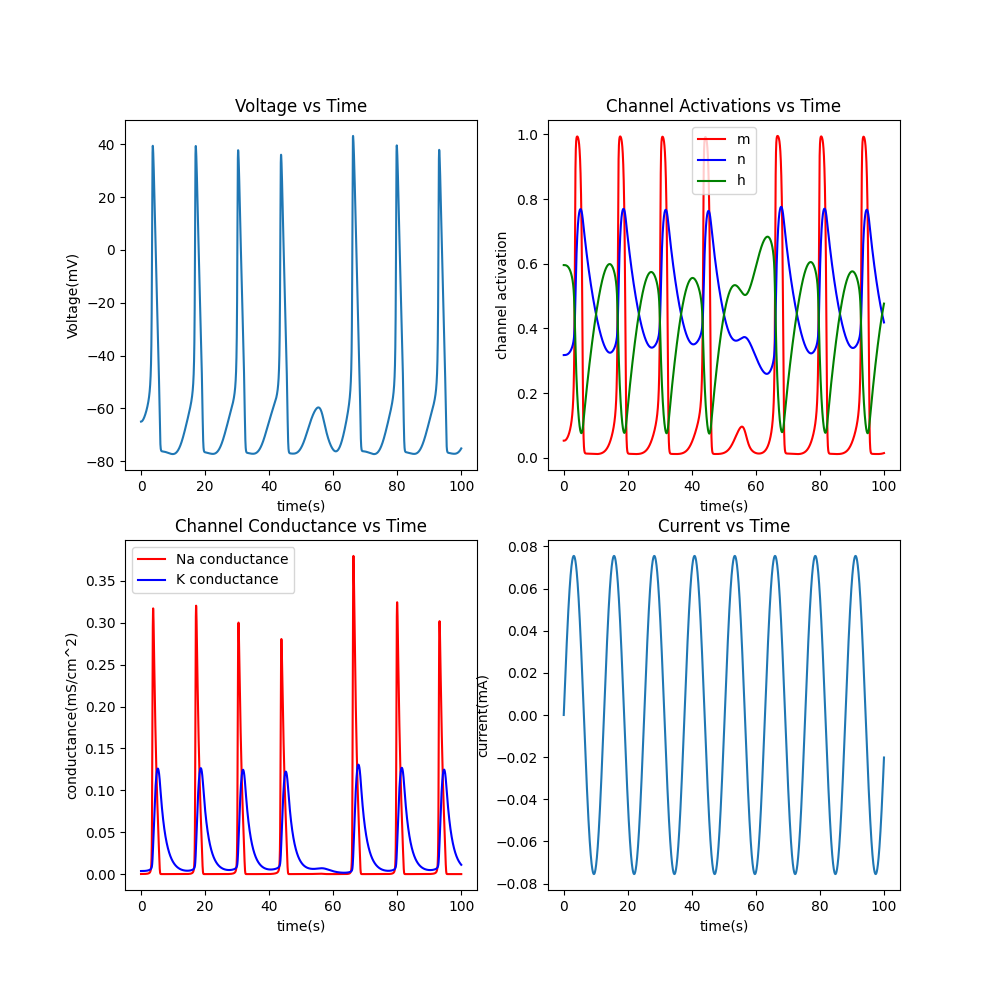 Voltage vs Time
Voltage(mV)
40
20
0
−20
−40
−60
−80
0 20 40 60 80 100
time(s)
Channel Activations vs Time
channel activation
1.0
0.8
0.6
0.4
0.2
0.0
m
n
h
0 20 40 60 80 100
time(s)
Channel Conductance vs Time
conductance(mS/cm^2)
0.35
0.30
0.25
0.20
0.15
0.10
0.05
0.00
Na conductance
K conductance
0 20 40 60 80 100
time(s)
Current vs Time
current(mA)
0.08
0.06
0.04
0.02
0.00
−0.02
−0.04
−0.06
−0.08
0 20 40 60 80 100
time(s)